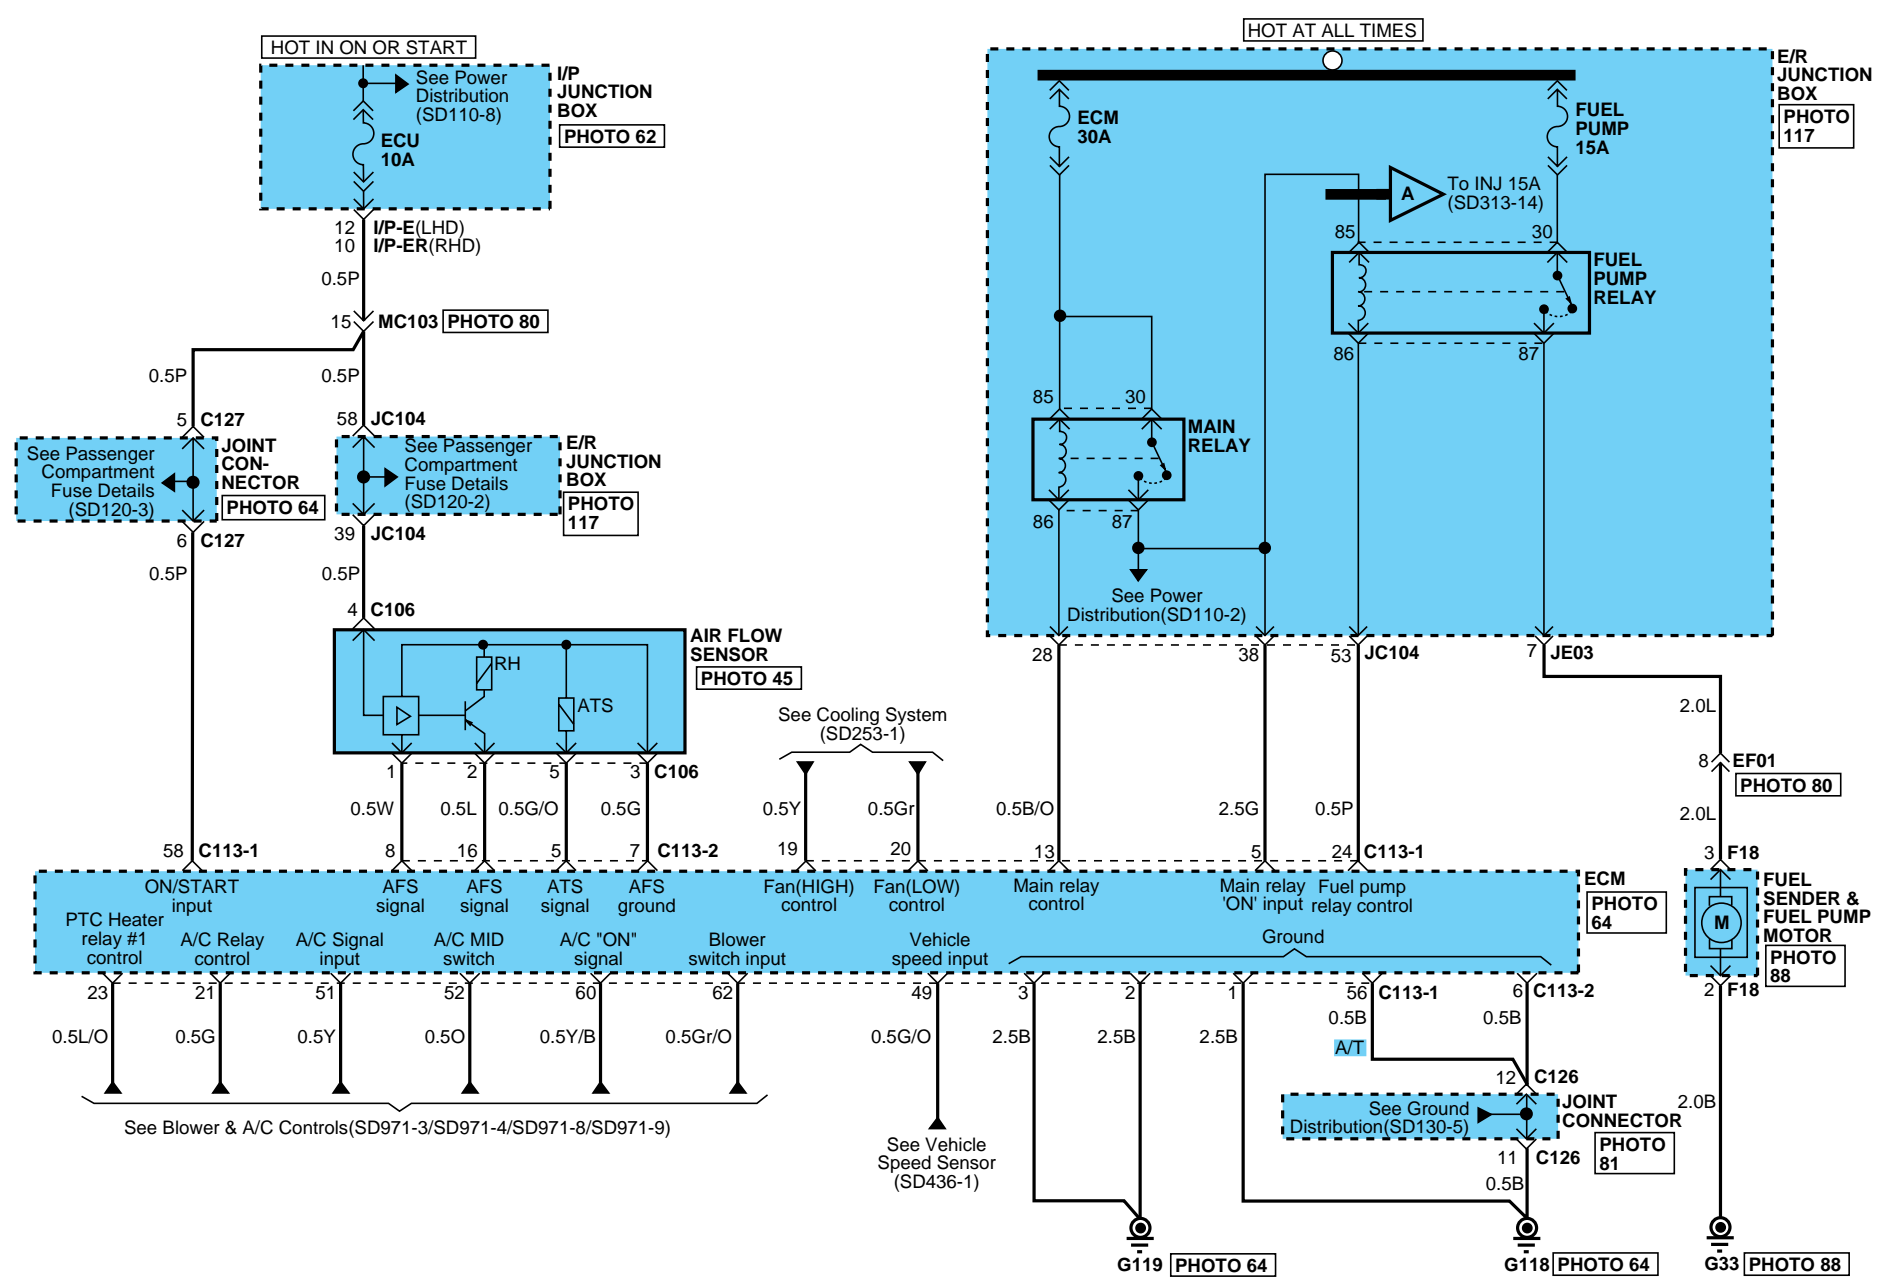 HOT IN ON OR START
HOT AT ALL TIMES
See Power
Distribution
(SD110-8)
ECU
10A
I/P
JUNCTION
BOX
PHOTO 62
12 I/P-E(LHD)
10 I/P-ER(RHD)
0.5P
15 MC103 PHOTO 80
0.5P
0.5P
5 C127
58 JC104
See Passenger
Compartment
Fuse Details
(SD120-3)
JOINT
CON-
NECTOR
PHOTO 64
See Passenger
Compartment
Fuse Details
(SD120-2)
E/R
JUNCTION
BOX
PHOTO
117
6 C127
39 JC104
0.5P
0.5P
4 C106
AIR FLOW
SENSOR
PHOTO 45
RH
ATS
1 2 5 3 C106
0.5W 0.5L 0.5G/O 0.5G
ECM
30A
FUEL
PUMP
15A
E/R
JUNCTION
BOX
PHOTO
117
A
To INJ 15A
(SD313-14)
85 30
FUEL
PUMP
RELAY
86 87
85 30
MAIN
RELAY
86 87
See Power
Distribution(SD110-2)
28 38 53 JC104 7 JE03
See Cooling System
(SD253-1)
0.5Y 0.5Gr 0.5B/O 2.5G 0.5P
2.0L
8 EF01
PHOTO 80
2.0L
58 C113-1 8 16 5 7 C113-2 19 20 13 5 24 C113-1 3 F18
ON/START
input
AFS
signal
AFS
signal
ATS
signal
AFS
ground
Fan(HIGH)
control
Fan(LOW)
control
Main relay
control
Main relay
'ON' input
Fuel pump
relay control
ECM
PHOTO
64
PTC Heater
relay #1
control
A/C Relay
control
A/C Signal
input
A/C MID
switch
A/C "ON"
signal
Blower
switch input
Vehicle
speed input
Ground
M
FUEL
SENDER &
FUEL PUMP
MOTOR
PHOTO
88
23 21 51 52 60 62 49 3 2 1 56 C113-1 6 C113-2 2 F18
0.5L/O 0.5G 0.5Y 0.5O 0.5Y/B 0.5Gr/O 0.5G/O 2.5B 2.5B 2.5B 0.5B 0.5B
A/T
12 C126
See Blower & A/C Controls(SD971-3/SD971-4/SD971-8/SD971-9)
See Vehicle
Speed Sensor
(SD436-1)
See Ground
Distribution(SD130-5)
JOINT
CONNECTOR
PHOTO
81
2.0B
11 C126
0.5B
G119 PHOTO 64
G118 PHOTO 64
G33 PHOTO 88